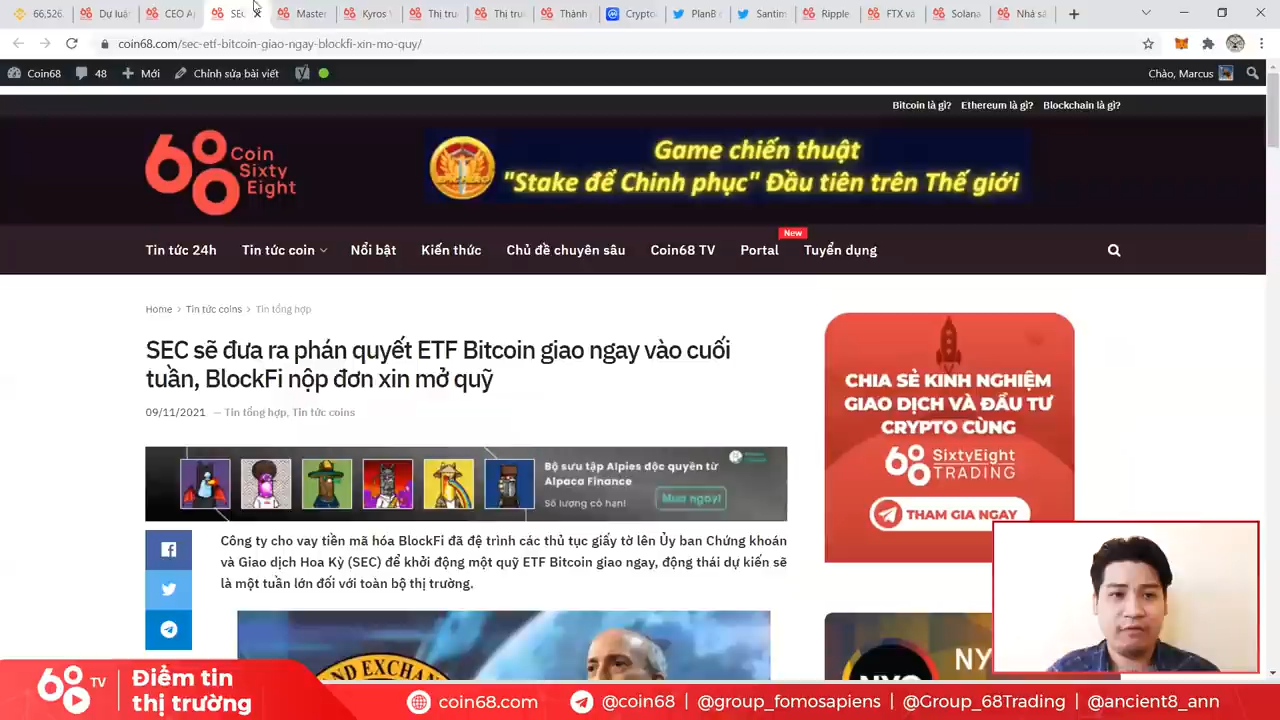 66,526.
Dự luậ
CEO A
SEC
Master
Kyros
Thị trư
Thị trư
Thành
Crypto
PlanB
Santim
Ripple
FTX và
Solana
Nhà sá
coin68.com/sec-etf-bitcoin-giao-ngay-blockfi-xin-mo-quy/
Coin68
48
Mới
Chỉnh sửa bài viết
Chào, Marcus
Bitcoin là gì?
Ethereum là gì?
Blockchain là gì?
68 Coin
Sixty
Eight
Game chiến thuật
"Stake để Chinh phục" Đầu tiên trên Thế giới
New
Tin tức 24h
Tin tức coin
Nổi bật
Kiến thức
Chủ đề chuyên sâu
Coin68 TV
Portal
Tuyển dụng
Home > Tin tức coins > Tin tổng hợp
SEC sẽ đưa ra phán quyết ETF Bitcoin giao ngay vào cuối
tuần, BlockFi nộp đơn xin mở quỹ
09/11/2021 — Tin tổng hợp, Tin tức coins
Bộ sưu tập Alpies độc quyền từ
Alpaca Finance
Số lượng có hạn!
Mua ngay!
Công ty cho vay tiền mã hóa BlockFi đã đệ trình các thủ tục giấy tờ lên Ủy ban Chứng khoán
và Giao dịch Hoa Kỳ (SEC) để khởi động một quỹ ETF Bitcoin giao ngay, động thái dự kiến sẽ
là một tuần lớn đối với toàn bộ thị trường.
CHIA SẺ KINH NGHIỆM
GIAO DỊCH VÀ ĐẦU TƯ
CRYPTO CÙNG
68 SixtyEight
TRADING
THAM GIA NGAY
ND EXCHAN
NY
68 TV
Điểm tin
thị trường
coin68.com
@coin68 | @group_fomosapiens | @Group_68Trading | @ancient8_ann